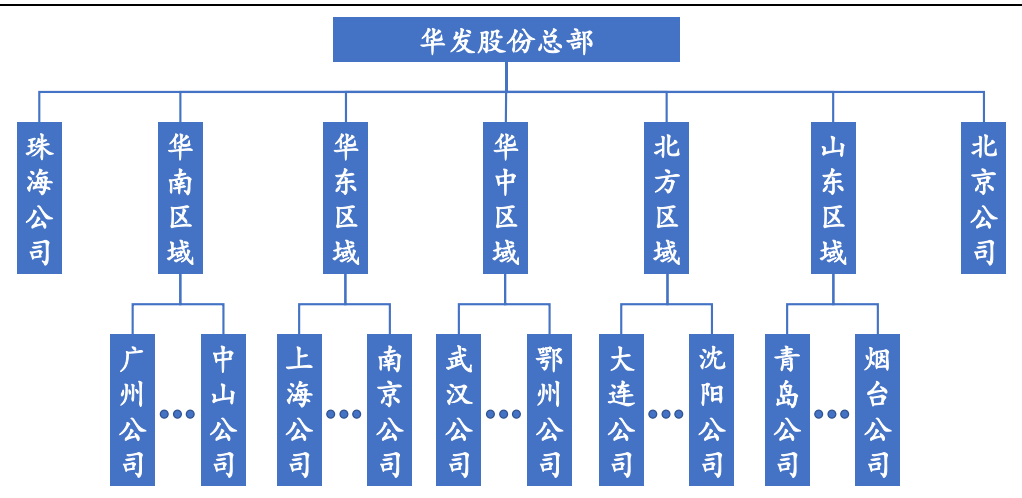 华发股份总部
珠海公司
华南区域
华东区域
华中区域
北方区域
山东区域
北京公司
广州公司
中山公司
上海公司
南京公司
武汉公司
鄂州公司
大连公司
沈阳公司
青岛公司
烟台公司